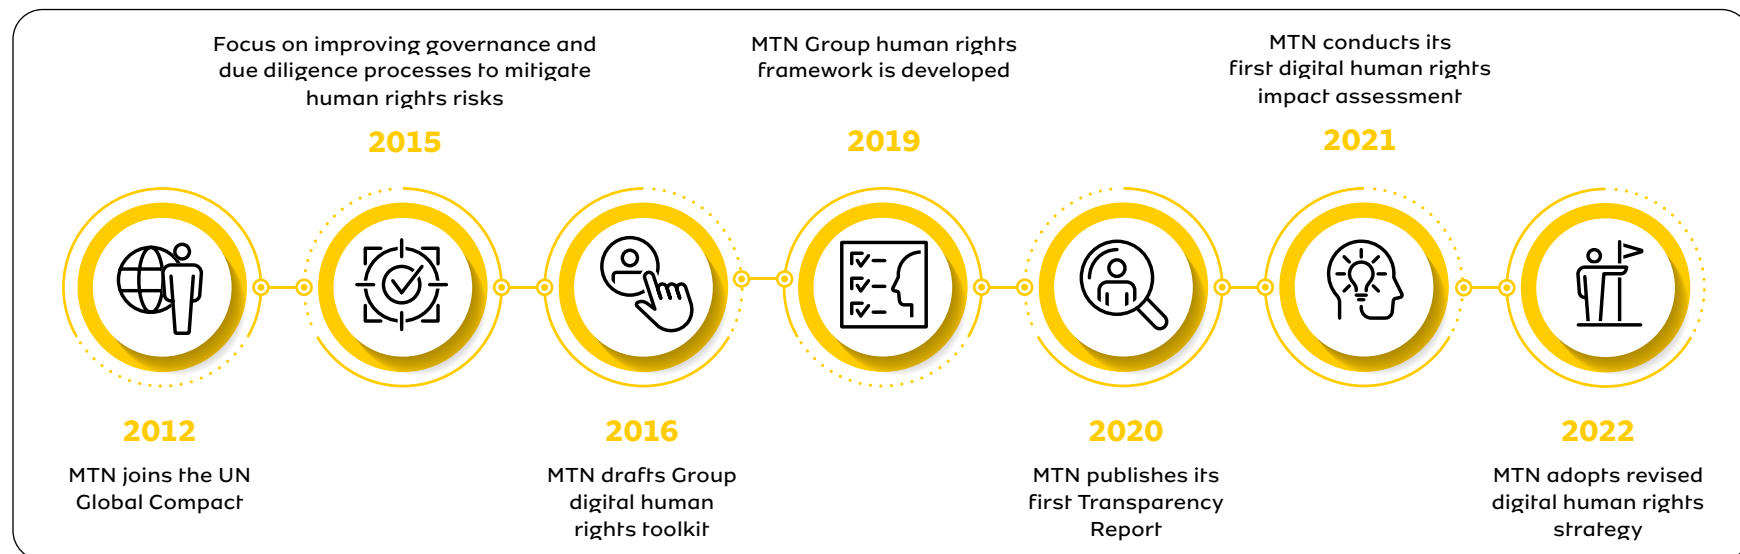 Focus on improving governance and
due diligence processes to mitigate
human rights risks
2015
MTN Group human rights
framework is developed
2019
MTN conducts its
first digital human rights
impact assessment
2021
2012
MTN joins the UN
Global Compact
2016
MTN drafts Group
digital human
rights toolkit
2020
MTN publishes its
first Transparency
Report
2022
MTN adopts revised
digital human rights
strategy